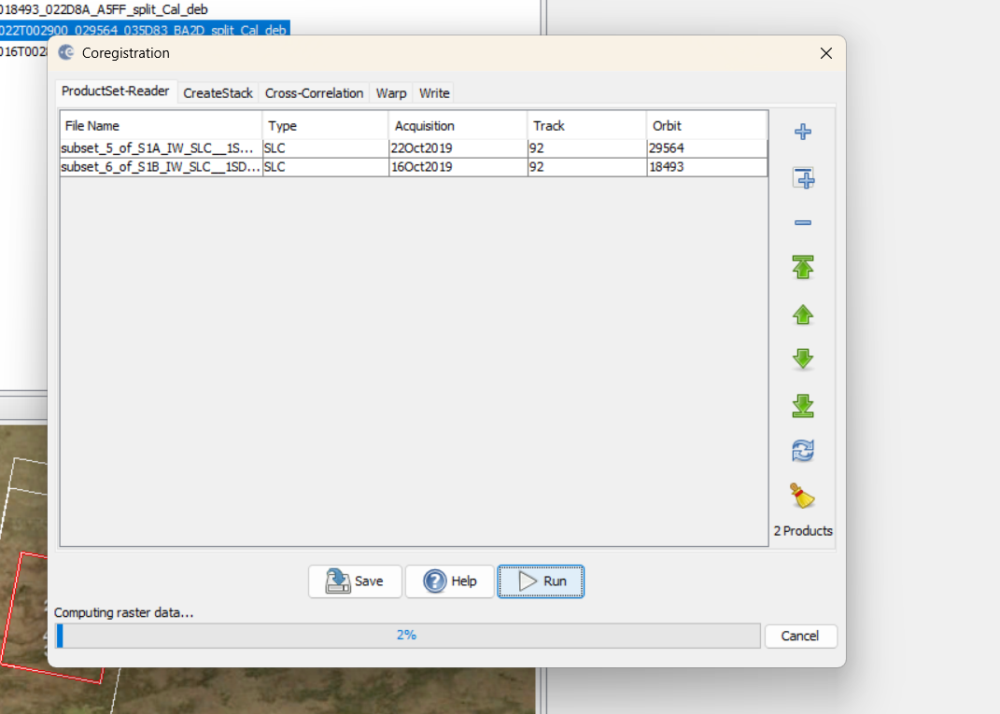 018493_022D8A_A5FF_split_Cal_deb
022T002900_029564_035D83_BA2D_split_Cal_deb
016T002
Coregistration
ProductSet-Reader CreateStack Cross-Correlation Warp Write
File Name Type Acquisition Track Orbit
subset_5_of_S1A_IW_SLC__1S... SLC 22Oct2019 92 29564
subset_6_of_S1B_IW_SLC__1SD... SLC 16Oct2019 92 18493
2 Products
Save Help Run
Computing raster data...
2%
Cancel